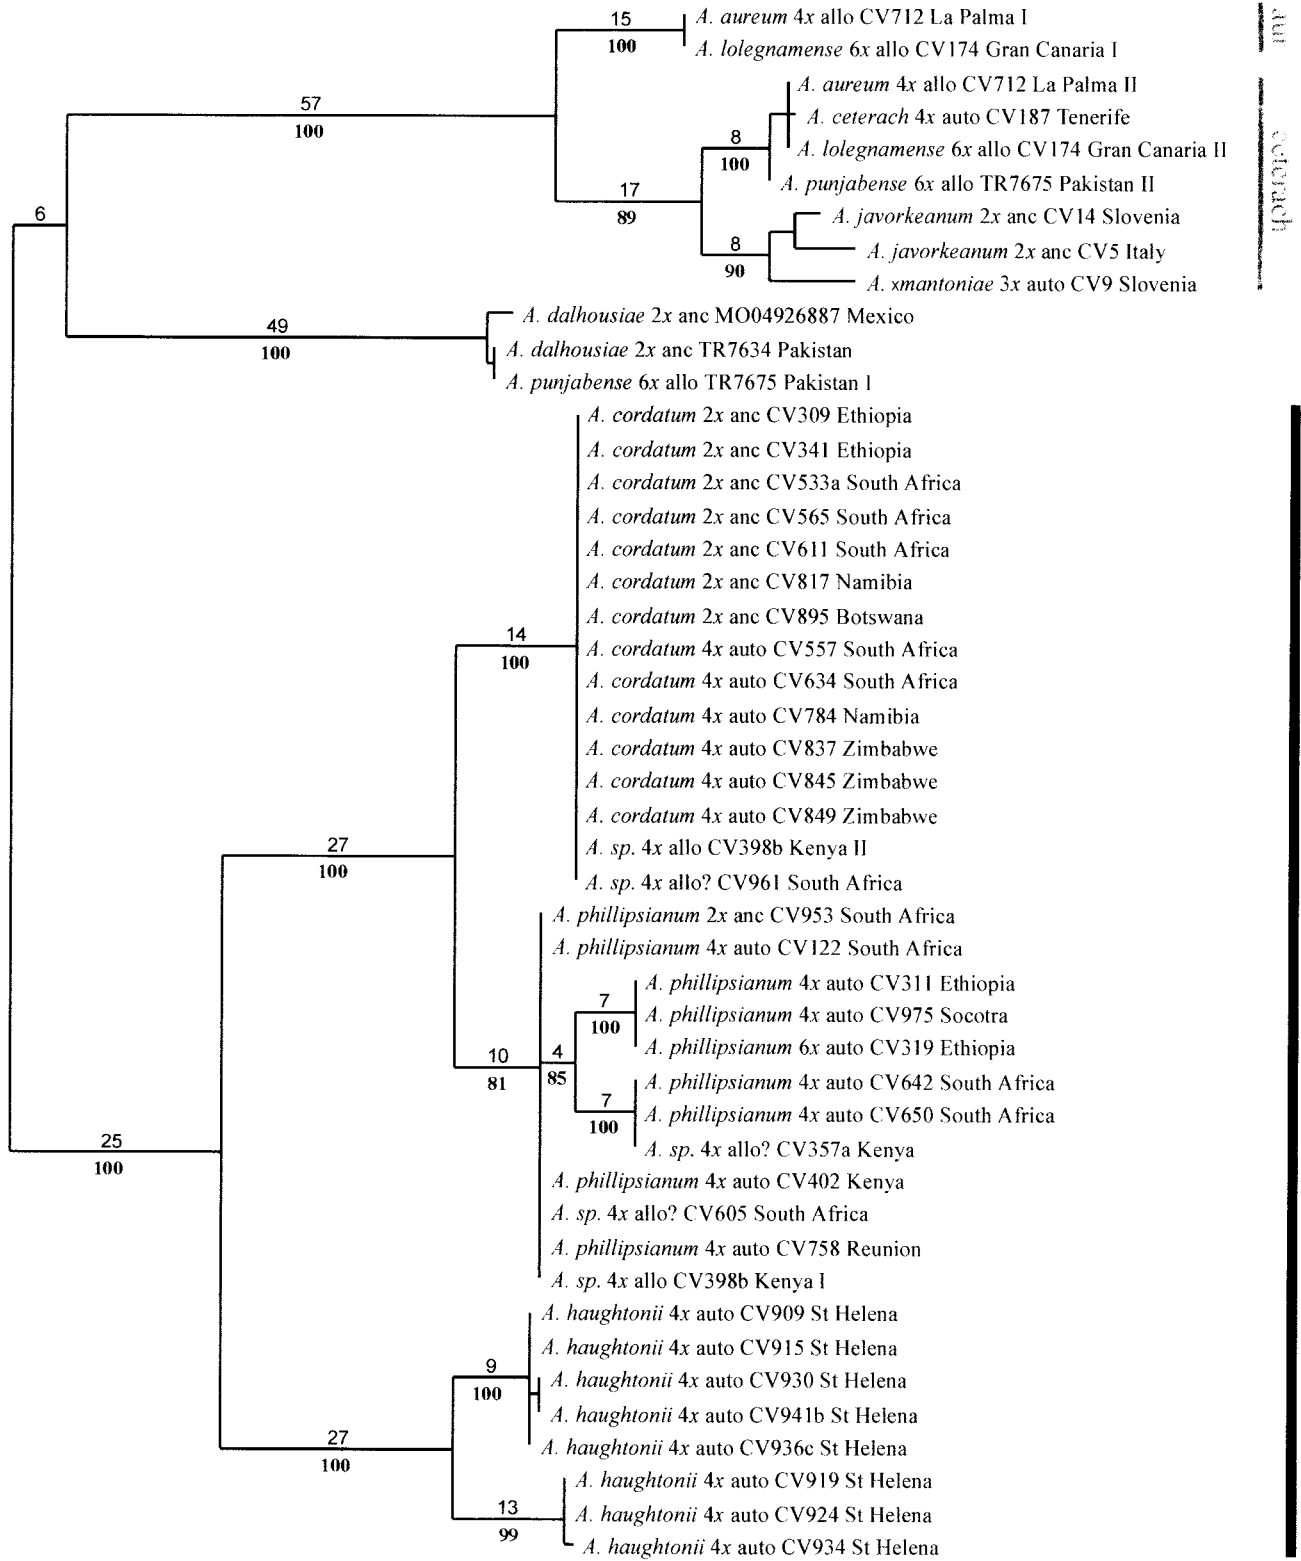 15
A. aureum 4x allo CV712 La Palma I
100
A. lolegnamense 6x allo CV174 Gran Canaria I
A. aureum 4x allo CV712 La Palma II
57
100
A. ceterach 4x auto CV187 Tenerife
8
100
A. lolegnamense 6x allo CV174 Gran Canaria II
A. punjabense 6x allo TR7675 Pakistan II
17
89
ceterach
6
A. javorkeanum 2x anc CV14 Slovenia
8
90
A. javorkeanum 2x anc CV5 Italy
A. xmantoniae 3x auto CV9 Slovenia
A. dalhousiae 2x anc MO04926887 Mexico
49
100
A. dalhousiae 2x anc TR7634 Pakistan
A. punjabense 6x allo TR7675 Pakistan I
A. cordatum 2x anc CV309 Ethiopia
A. cordatum 2x anc CV341 Ethiopia
A. cordatum 2x anc CV533a South Africa
A. cordatum 2x anc CV565 South Africa
A. cordatum 2x anc CV611 South Africa
A. cordatum 2x anc CV817 Namibia
A. cordatum 2x anc CV895 Botswana
14
100
A. cordatum 4x auto CV557 South Africa
A. cordatum 4x auto CV634 South Africa
A. cordatum 4x auto CV784 Namibia
A. cordatum 4x auto CV837 Zimbabwe
A. cordatum 4x auto CV845 Zimbabwe
A. cordatum 4x auto CV849 Zimbabwe
27
100
A. sp. 4x allo CV398b Kenya II
A. sp. 4x allo? CV961 South Africa
A. phillipsianum 2x anc CV953 South Africa
A. phillipsianum 4x auto CV122 South Africa
A. phillipsianum 4x auto CV311 Ethiopia
7
100
A. phillipsianum 4x auto CV975 Socotra
A. phillipsianum 6x auto CV319 Ethiopia
10
81
4
85
A. phillipsianum 4x auto CV642 South Africa
7
100
A. phillipsianum 4x auto CV650 South Africa
25
100
A. sp. 4x allo? CV357a Kenya
A. phillipsianum 4x auto CV402 Kenya
A. sp. 4x allo? CV605 South Africa
A. phillipsianum 4x auto CV758 Reunion
A. sp. 4x allo CV398b Kenya I
A. haughtonii 4x auto CV909 St Helena
A. haughtonii 4x auto CV915 St Helena
9
100
A. haughtonii 4x auto CV930 St Helena
A. haughtonii 4x auto CV941b St Helena
27
100
A. haughtonii 4x auto CV936c St Helena
A. haughtonii 4x auto CV919 St Helena
13
99
A. haughtonii 4x auto CV924 St Helena
A. haughtonii 4x auto CV934 St Helena